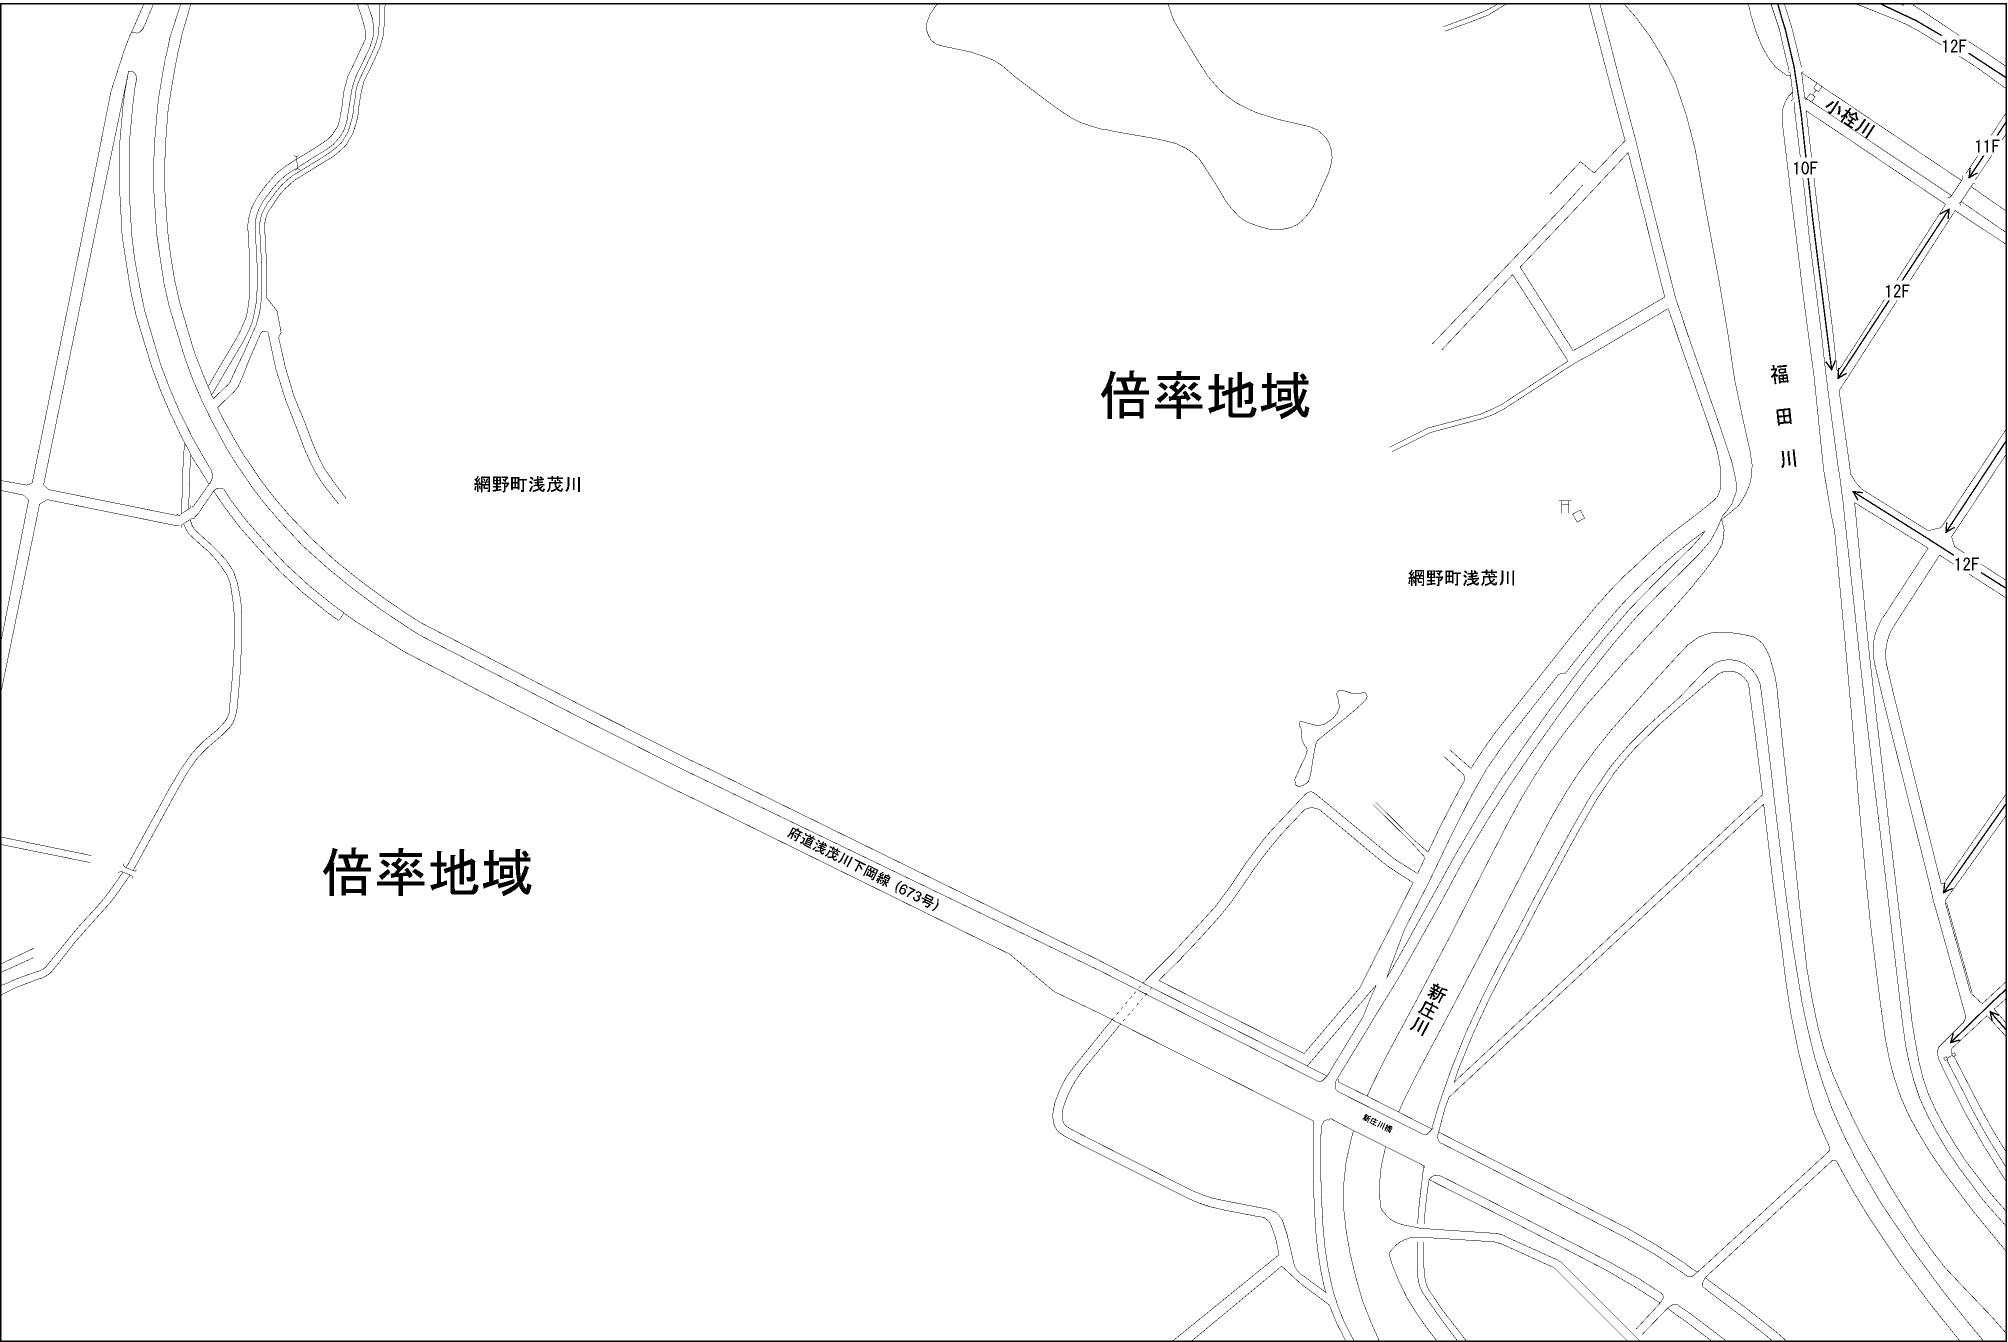 12F
小栓川
11F
10F
12F
福田川
倍率地域
網野町浅茂川
12F
網野町浅茂川
府道浅茂川下岡線 (673号)
倍率地域
新庄川
新庄川橋